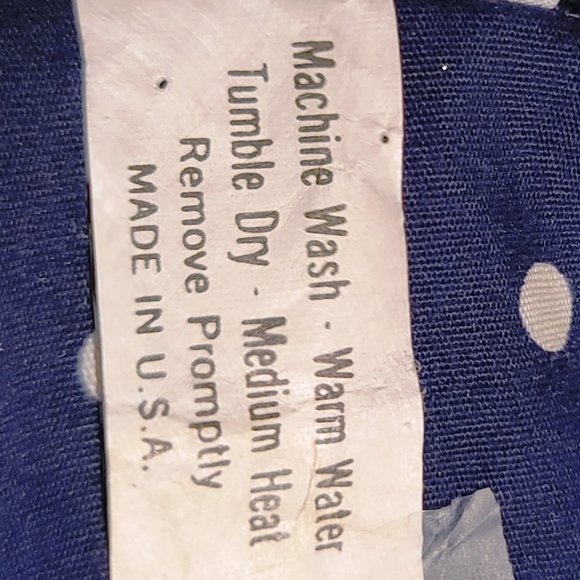 Machine Wash - Warm Water
Tumble Dry - Medium Heat
Remove Promptly
MADE IN U.S.A.